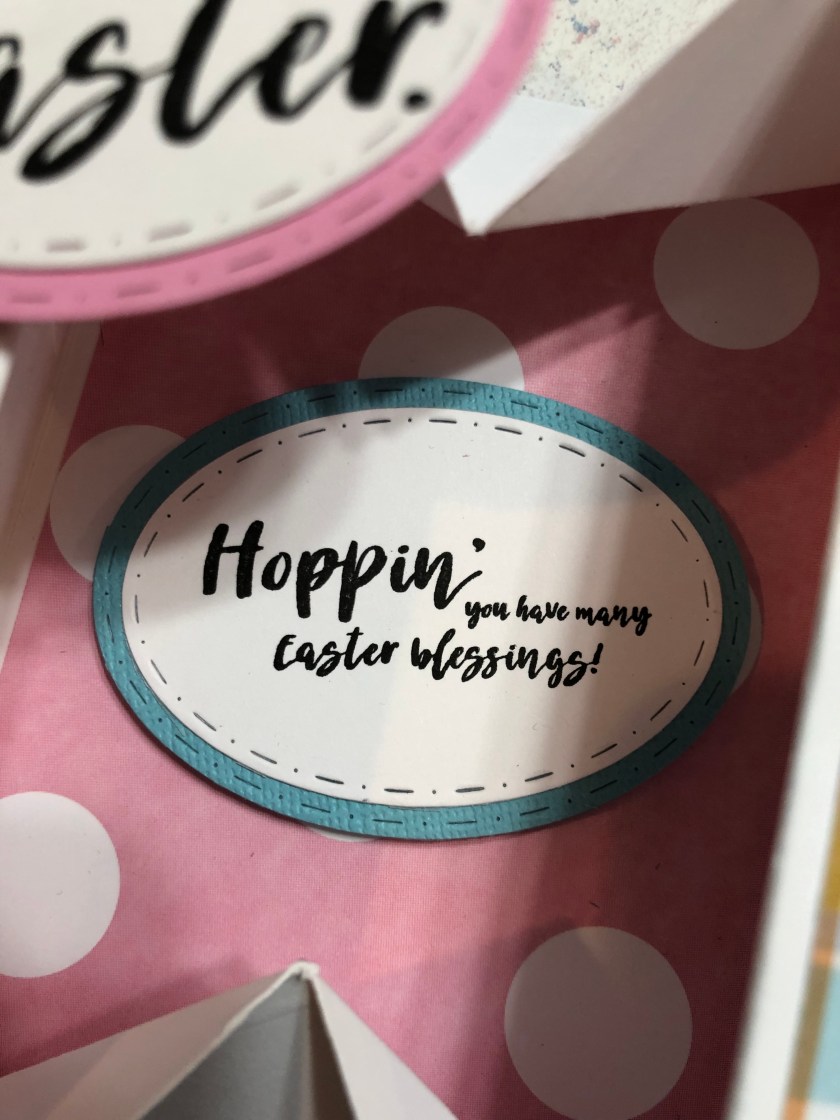 aster.
Hoppin'
you have many
Easter blessings!